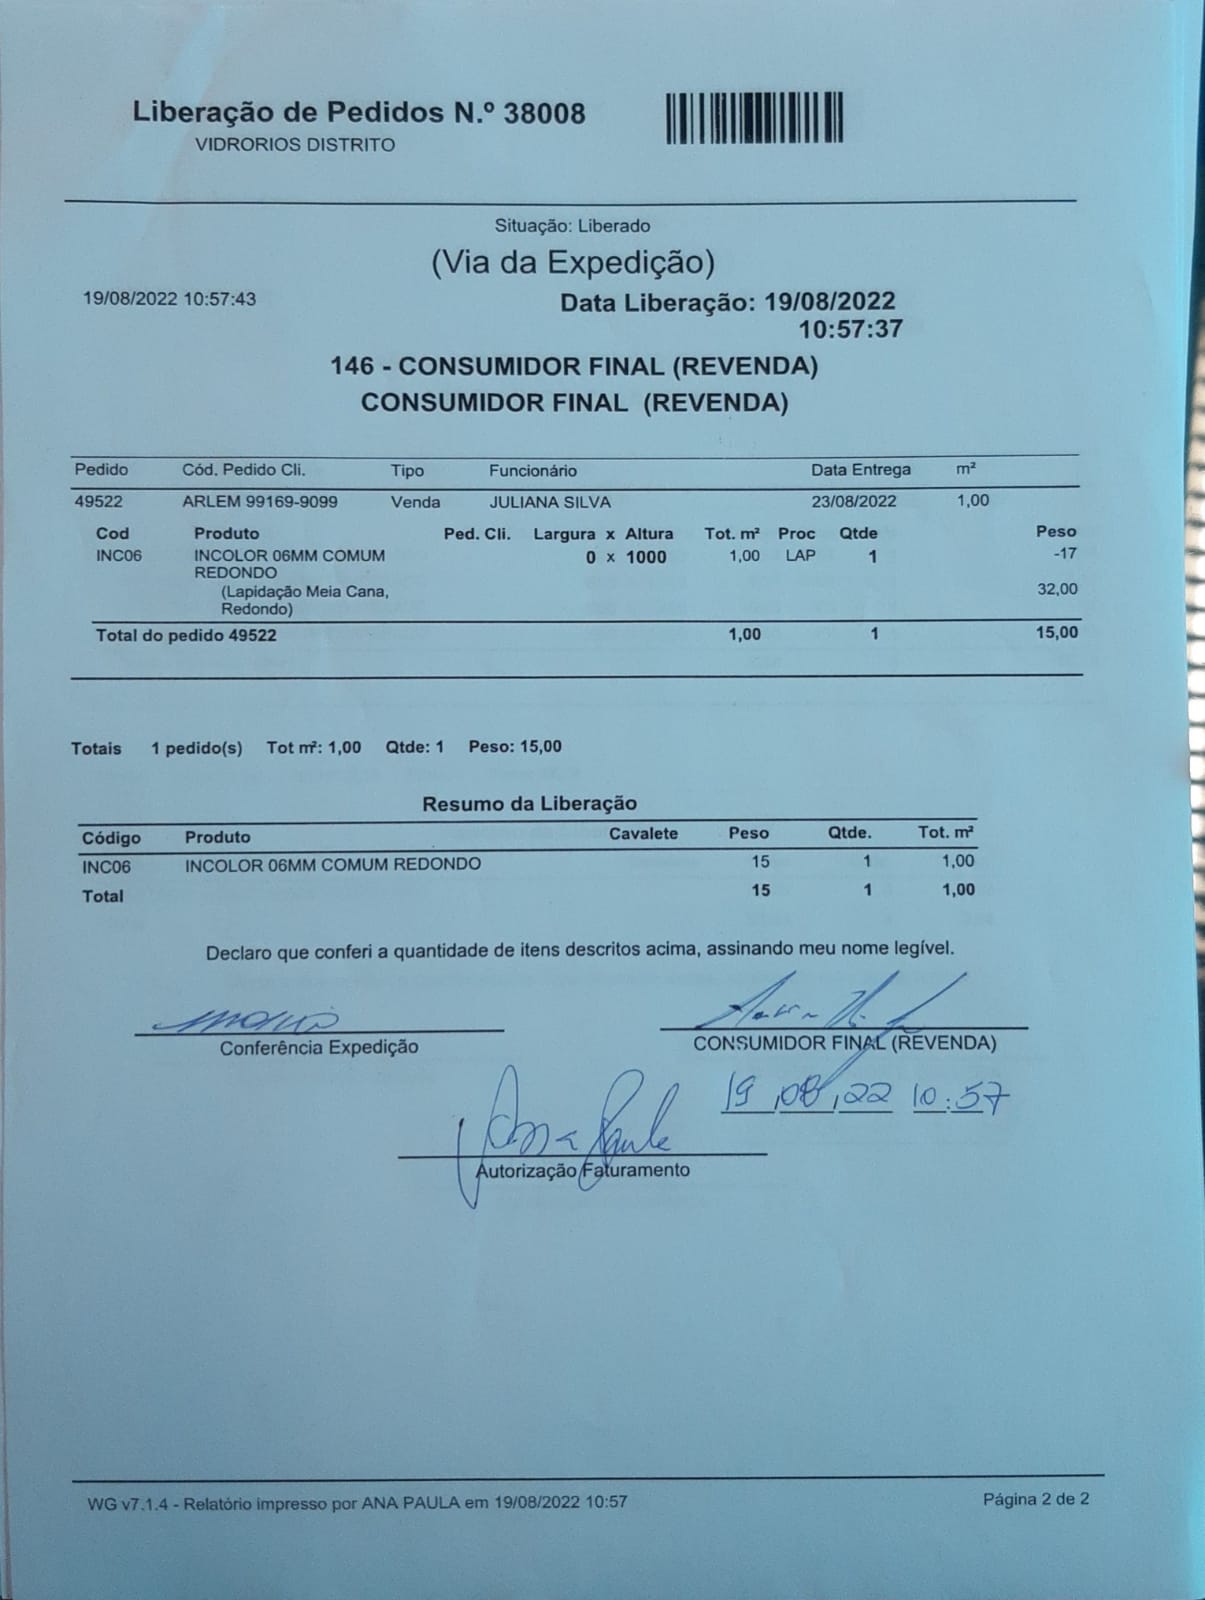 Liberação de Pedidos N.º 38008
VIDRORIOS DISTRITO
Situação: Liberado
(Via da Expedição)
19/08/2022 10:57:43
Data Liberação: 19/08/2022
10:57:37
146 - CONSUMIDOR FINAL (REVENDA)
CONSUMIDOR FINAL (REVENDA)
Pedido Cód. Pedido Cli. Tipo Funcionário Data Entrega m²
49522 ARLEM 99169-9099 Venda JULIANA SILVA 23/08/2022 1,00
Cod Produto Ped. Cli. Largura x Altura Tot. m² Proc Qtde Peso
INC06 INCOLOR 06MM COMUM 0 x 1000 1,00 LAP 1 -17
REDONDO
(Lapidação Meia Cana, 32,00
Redondo)
Total do pedido 49522 1,00 1 15,00
Totais 1 pedido(s) Tot m²: 1,00 Qtde: 1 Peso: 15,00
Resumo da Liberação
Código Produto Cavalete Peso Qtde. Tot. m²
INC06 INCOLOR 06MM COMUM REDONDO 15 1 1,00
Total 15 1 1,00
Declaro que conferi a quantidade de itens descritos acima, assinando meu nome legível.
Conferência Expedição
CONSUMIDOR FINAL (REVENDA)
19,08,22 10:57
Ana Paula
Autorização Faturamento
WG v7.1.4 - Relatório impresso por ANA PAULA em 19/08/2022 10:57
Página 2 de 2